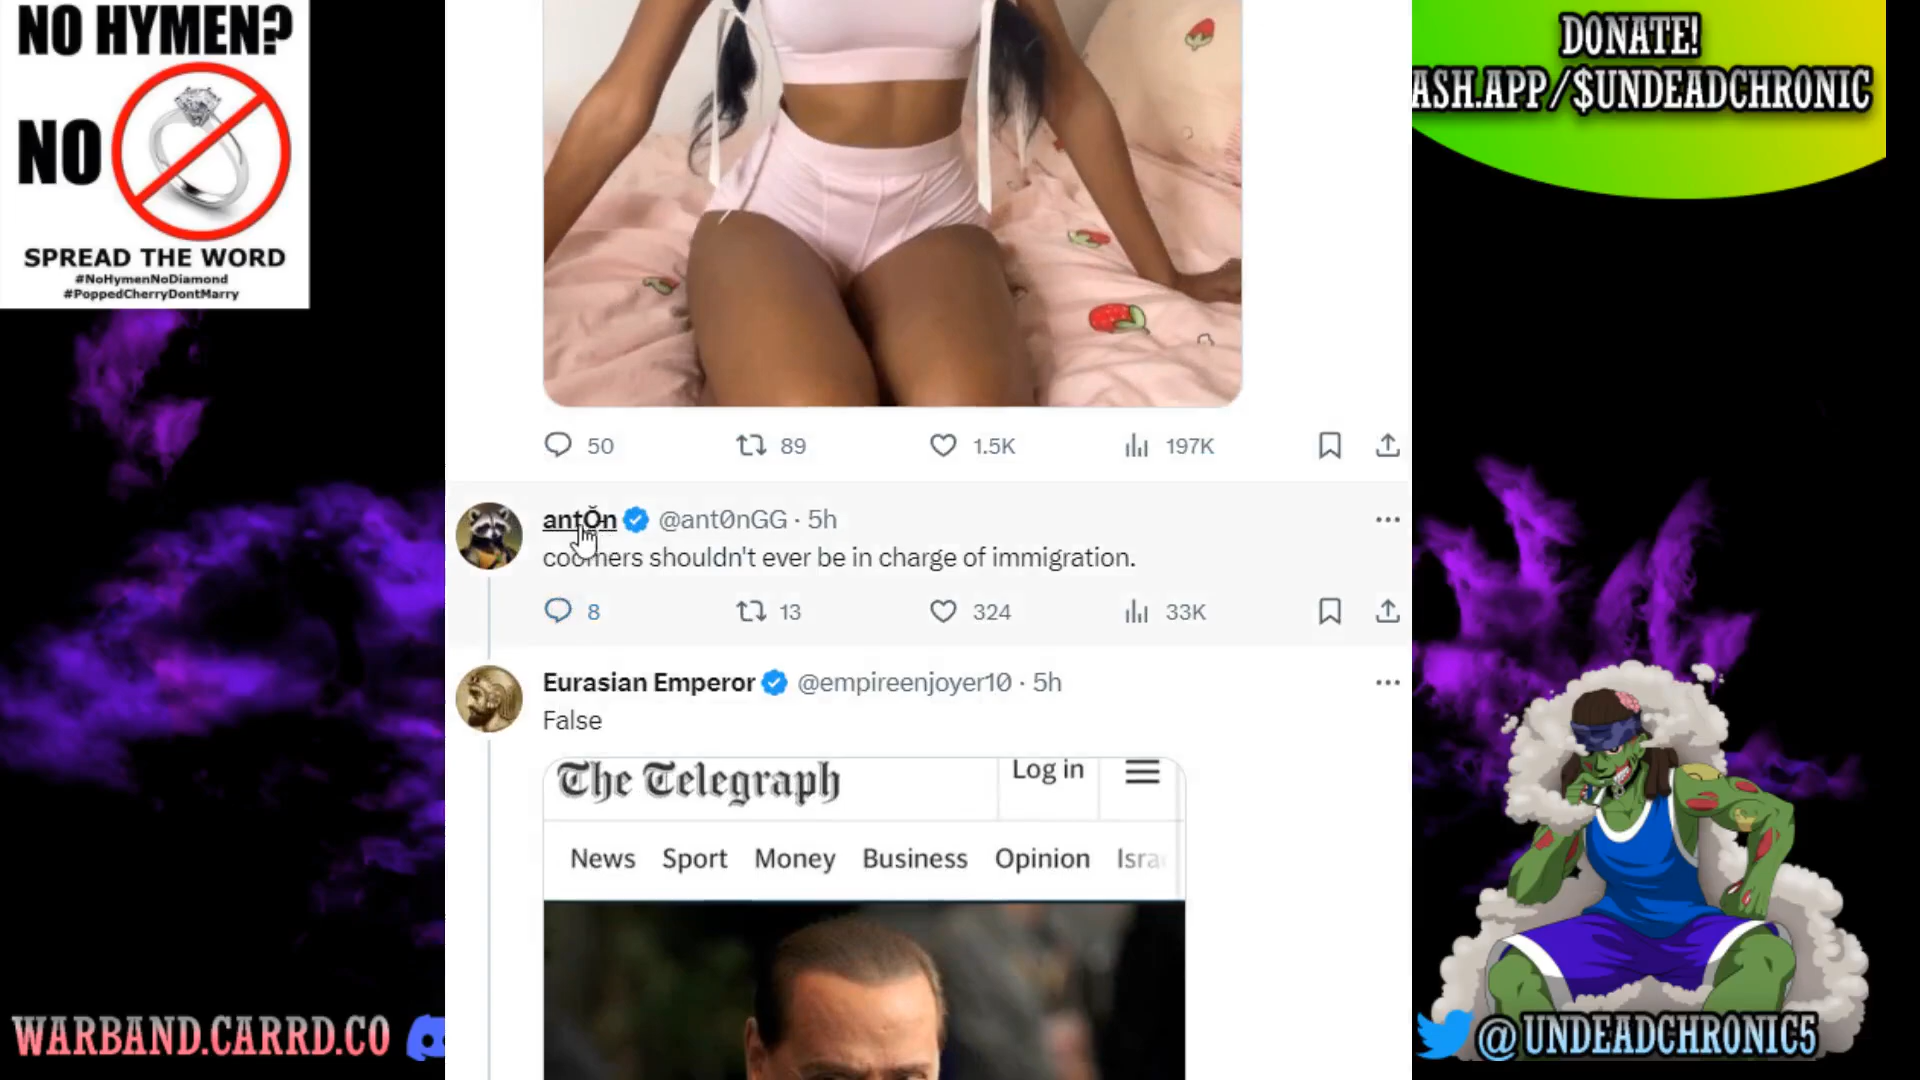 NO HYMEN?
NO
SPREAD THE WORD
#NoHymenNoDiamond
#PoppedCherryDontMarry
DONATE!
ASH.APP/$UNDEADCHRONIC
50
89
1.5K
197K
antŎn @ant0nGG · 5h
coomers shouldn't ever be in charge of immigration.
8
13
324
33K
Eurasian Emperor @empireenjoyer10 · 5h
False
The Telegraph
Log in
News Sport Money Business Opinion Isra
WARBAND.CARRD.CO
@UNDEADCHRONIC5